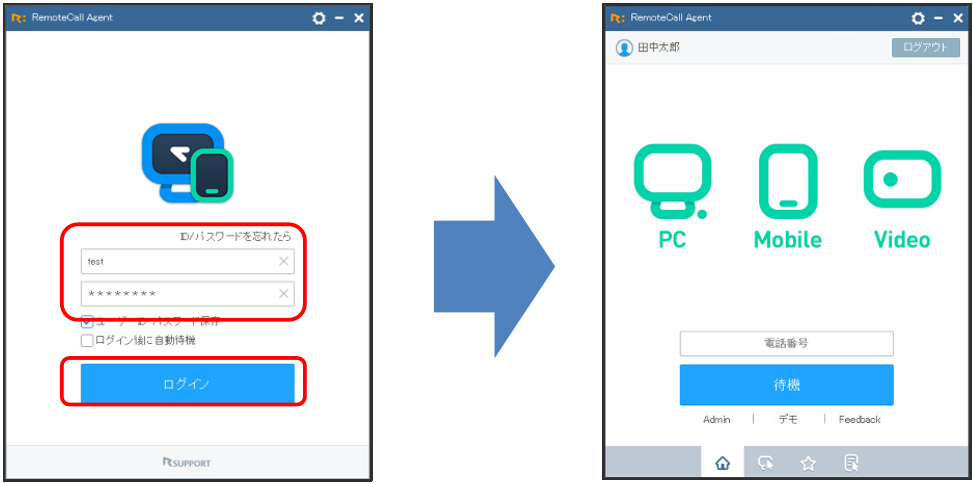 RemoteCall Agent
ID/パスワードを忘れたら
test
********
ユーザーID・パスワード保存
ログイン後に自動待機
ログイン
RSUPPORT
RemoteCall Agent
田中太郎
ログアウト
PC
Mobile
Video
電話番号
待機
Admin | デモ | Feedback